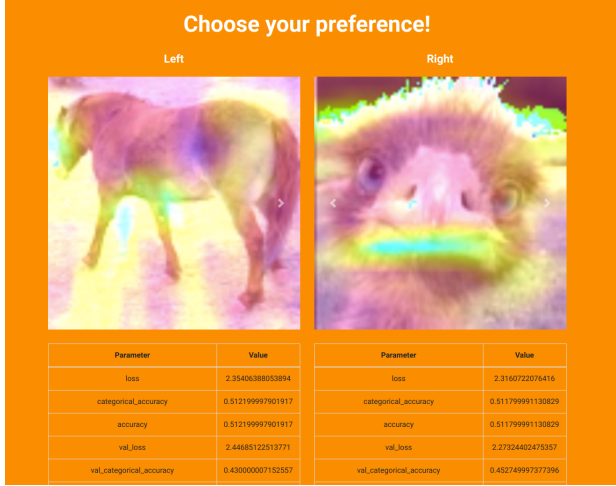 Choose your preference!
Left
Right
Parameter Value
loss 2.35406388053894
categorical_accuracy 0.512199997901917
accuracy 0.512199997901917
val_loss 2.44685122513771
val_categorical_accuracy 0.430000007152557
Parameter Value
loss 2.3160722076416
categorical_accuracy 0.511799991130829
accuracy 0.511799991130829
val_loss 2.27324402475357
val_categorical_accuracy 0.452749997377396